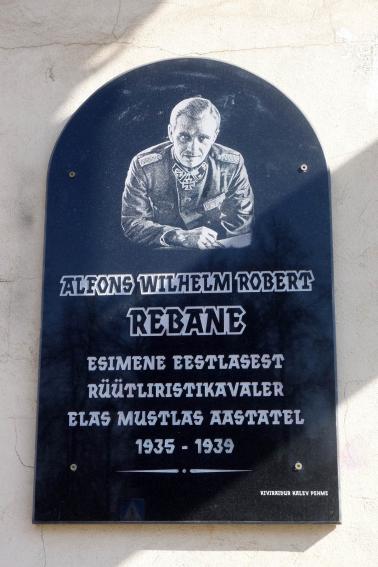 ALFONS WILHELM ROBERT
REBANE
ESIMENE EESTLASEST
RÜÜTLIRISTIKAVALER
ELAS MUSTLAS AASTATEL
1935 - 1939
KIVIRAIDUR KALEV PEHME